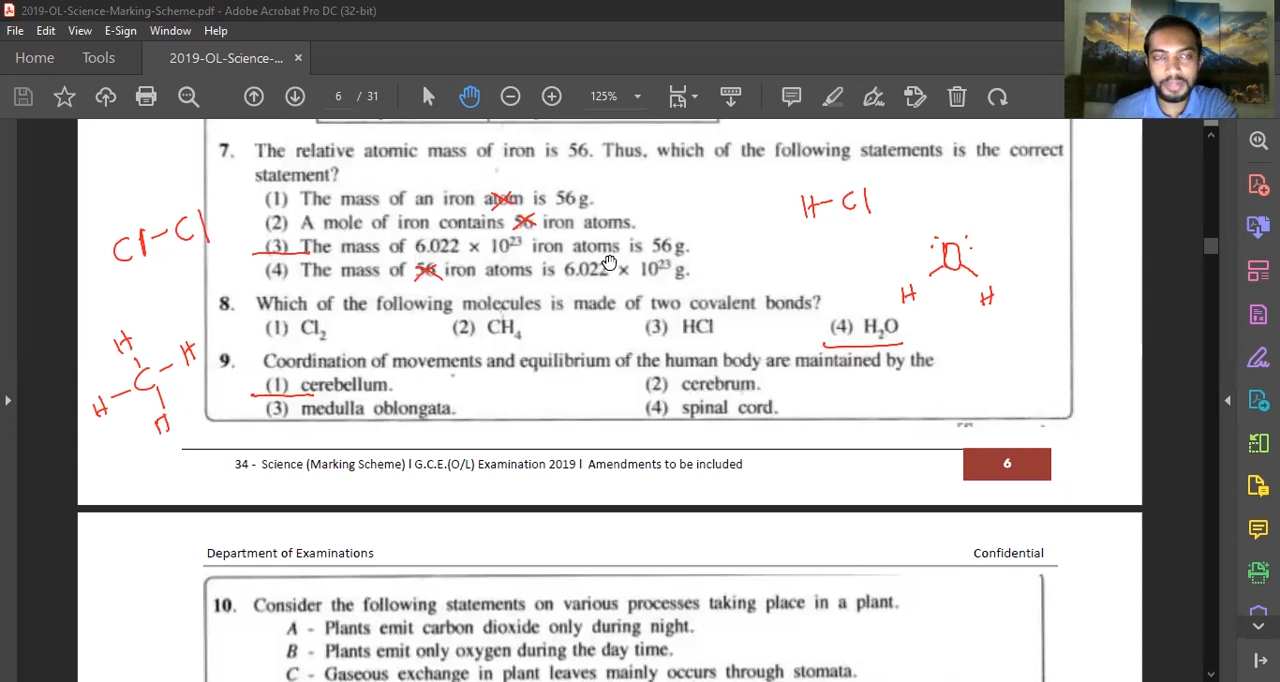 2019-OL-Science-Marking-Scheme.pdf - Adobe Acrobat Pro DC (32-bit)
File Edit View E-Sign Window Help
Home Tools 2019-OL-Science-... ×
6 / 31 125%
7. The relative atomic mass of iron is 56. Thus, which of the following statements is the correct
statement?
(1) The mass of an iron atom is 56 g.
(2) A mole of iron contains 56 iron atoms.
(3) The mass of 6.022 × 10²³ iron atoms is 56 g.
(4) The mass of 56 iron atoms is 6.022 × 10²³ g.
H-Cl
Cl-Cl
O
H H
8. Which of the following molecules is made of two covalent bonds?
(1) Cl₂ (2) CH₄ (3) HCl (4) H₂O
H
H
C
H
9. Coordination of movements and equilibrium of the human body are maintained by the
(1) cerebellum. (2) cerebrum.
(3) medulla oblongata. (4) spinal cord.
34 - Science (Marking Scheme) I G.C.E.(O/L) Examination 2019 I Amendments to be included 6
Department of Examinations Confidential
10. Consider the following statements on various processes taking place in a plant.
A - Plants emit carbon dioxide only during night.
B - Plants emit only oxygen during the day time.
C - Gaseous exchange in plant leaves mainly occurs through stomata.